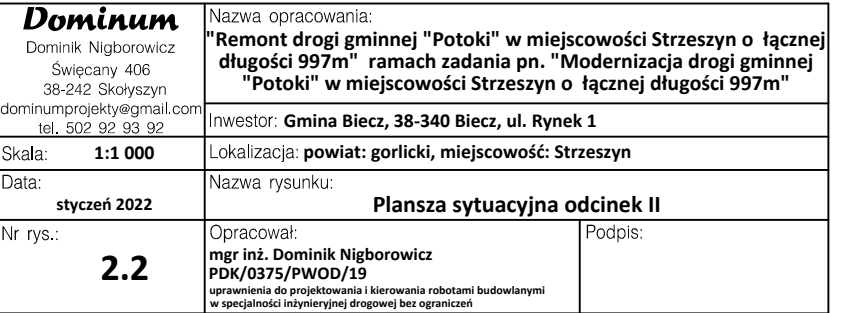 Dominum
Dominik Nigborowicz
Święcany 406
38-242 Skołyszyn
dominumprojekty@gmail.com
tel. 502 92 93 92
Nazwa opracowania:
"Remont drogi gminnej "Potoki" w miejscowości Strzeszyn o łącznej
długości 997m" ramach zadania pn. "Modernizacja drogi gminnej
"Potoki" w miejscowości Strzeszyn o łącznej długości 997m"
Inwestor: Gmina Biecz, 38-340 Biecz, ul. Rynek 1
Skala: 1:1 000
Lokalizacja: powiat: gorlicki, miejscowość: Strzeszyn
Data:
styczeń 2022
Nazwa rysunku:
Plansza sytuacyjna odcinek II
Nr rys.:
2.2
Opracował:
mgr inż. Dominik Nigborowicz
PDK/0375/PWOD/19
uprawnienia do projektowania i kierowania robotami budowlanymi
w specjalności inżynieryjnej drogowej bez ograniczeń
Podpis: